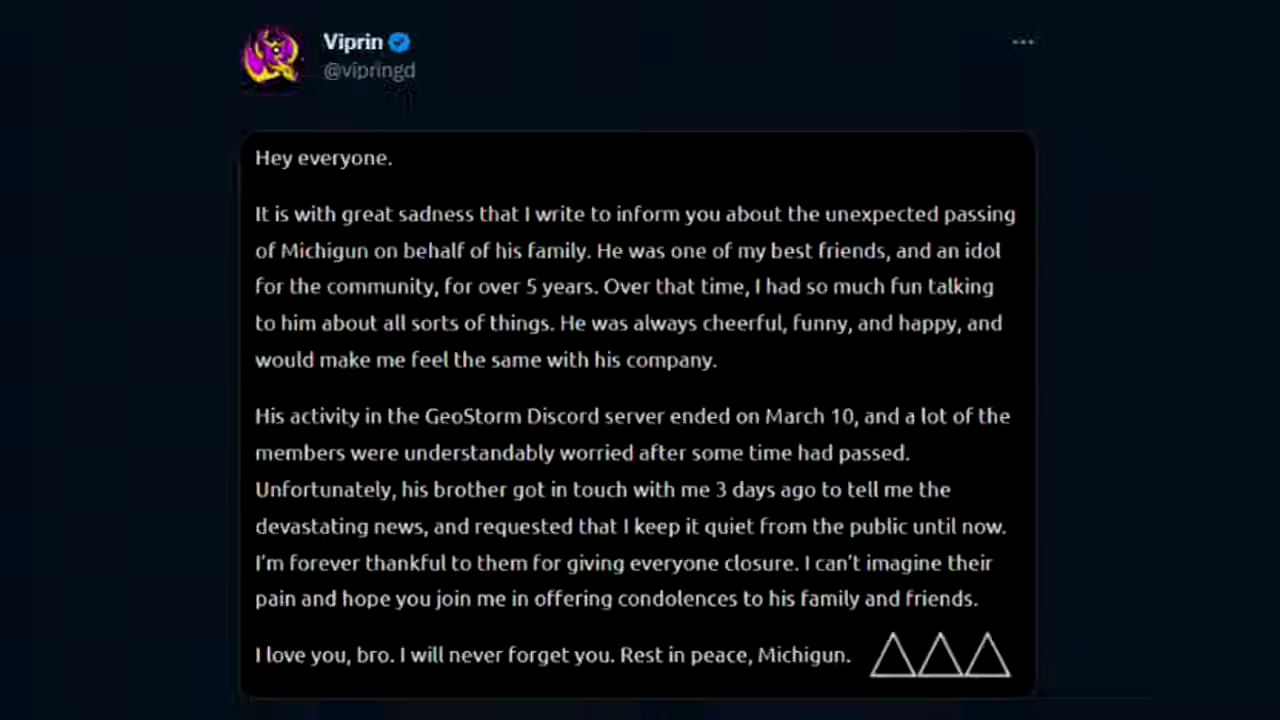 Viprin
@vipringd
Hey everyone.
It is with great sadness that I write to inform you about the unexpected passing
of Michigun on behalf of his family. He was one of my best friends, and an idol
for the community, for over 5 years. Over that time, I had so much fun talking
to him about all sorts of things. He was always cheerful, funny, and happy, and
would make me feel the same with his company.
His activity in the GeoStorm Discord server ended on March 10, and a lot of the
members were understandably worried after some time had passed.
Unfortunately, his brother got in touch with me 3 days ago to tell me the
devastating news, and requested that I keep it quiet from the public until now.
I'm forever thankful to them for giving everyone closure. I can't imagine their
pain and hope you join me in offering condolences to his family and friends.
I love you, bro. I will never forget you. Rest in peace, Michigun.